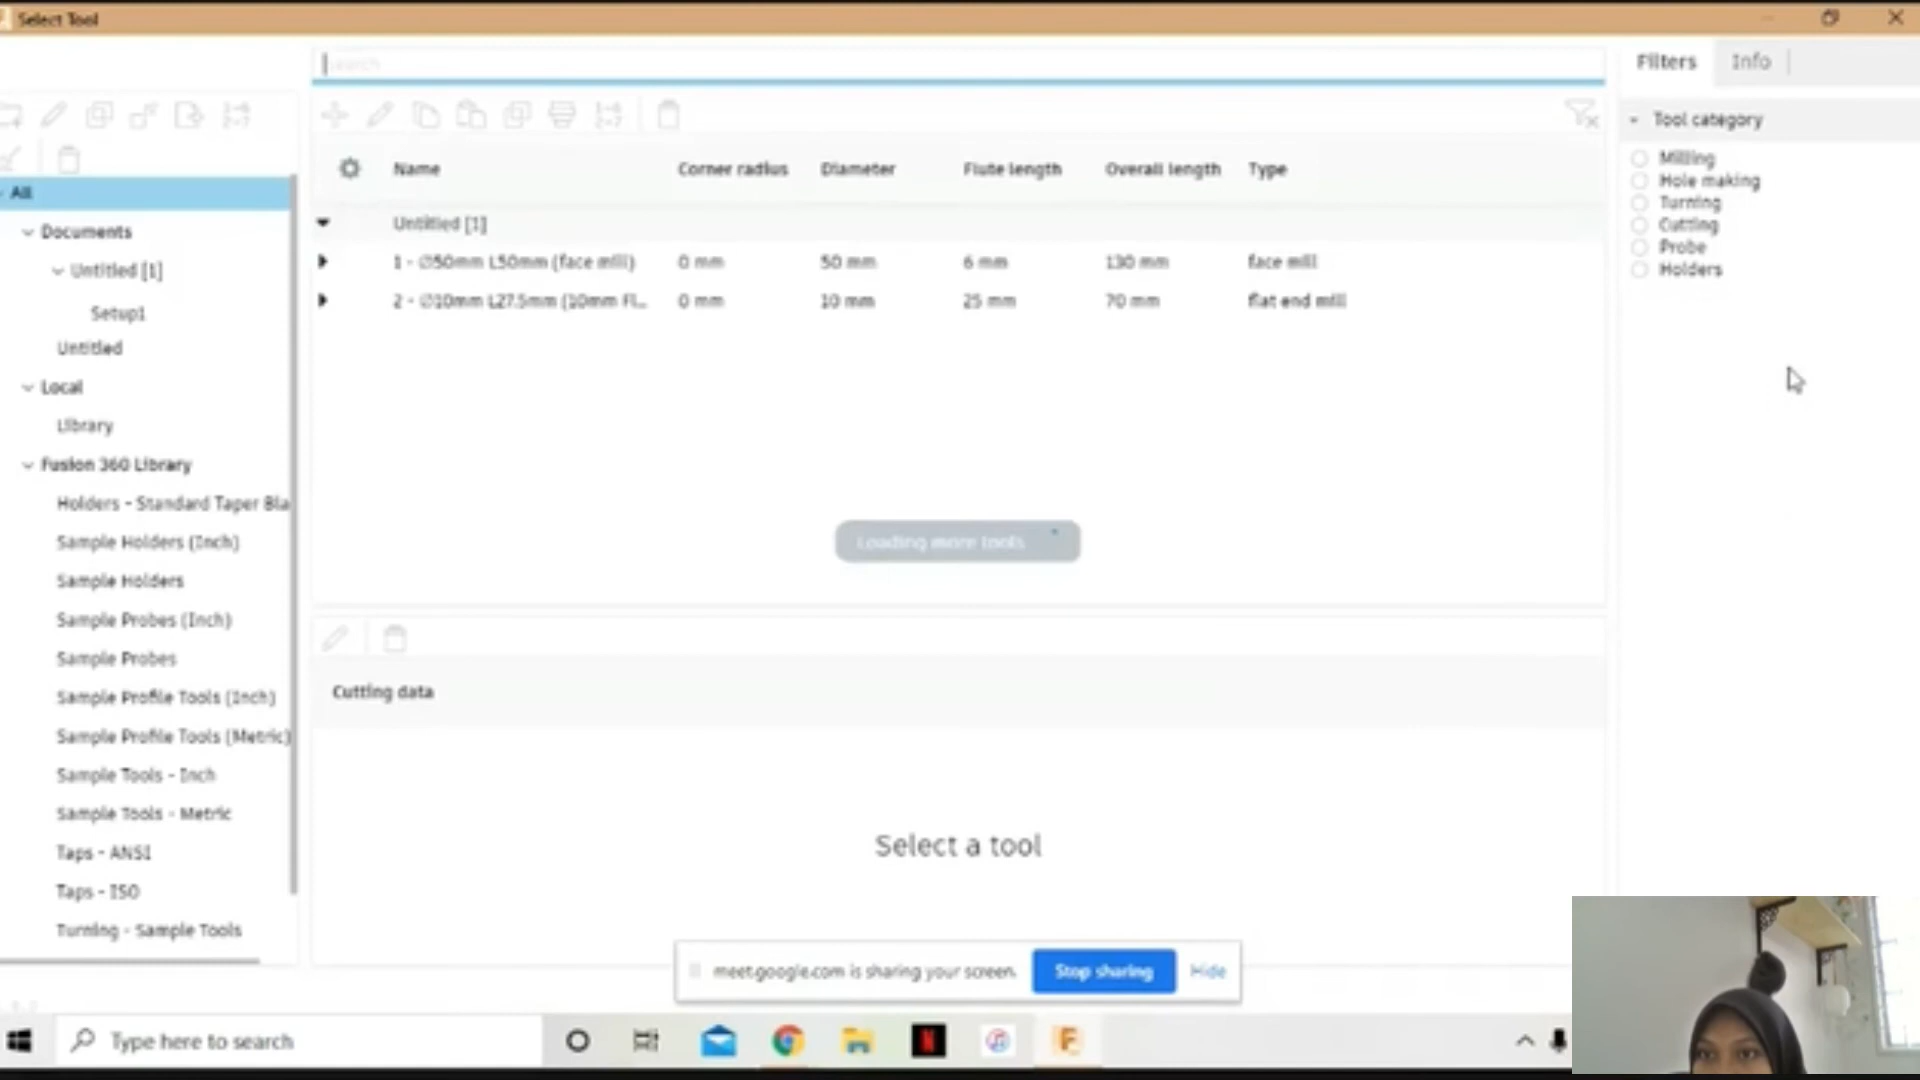 Select Tool
Search
Filters
Info
Tool category
Milling
Hole making
Turning
Cutting
Probe
Holders
All
Documents
Untitled [1]
Setup1
Untitled
Local
Library
Fusion 360 Library
Holders - Standard Taper Bla
Sample Holders (Inch)
Sample Holders
Sample Probes (Inch)
Sample Probes
Sample Profile Tools (Inch)
Sample Profile Tools (Metric)
Sample Tools - Inch
Sample Tools - Metric
Taps - ANSI
Taps - ISO
Turning - Sample Tools
Name Corner radius Diameter Flute length Overall length Type
Untitled [1]
1 - ∅50mm L50mm (face mill) 0 mm 50 mm 6 mm 130 mm face mill
2 - ∅10mm L27.5mm (10mm Fl... 0 mm 10 mm 25 mm 70 mm flat end mill
Loading more tools
Cutting data
Select a tool
meet.google.com is sharing your screen. Stop sharing Hide
Type here to search